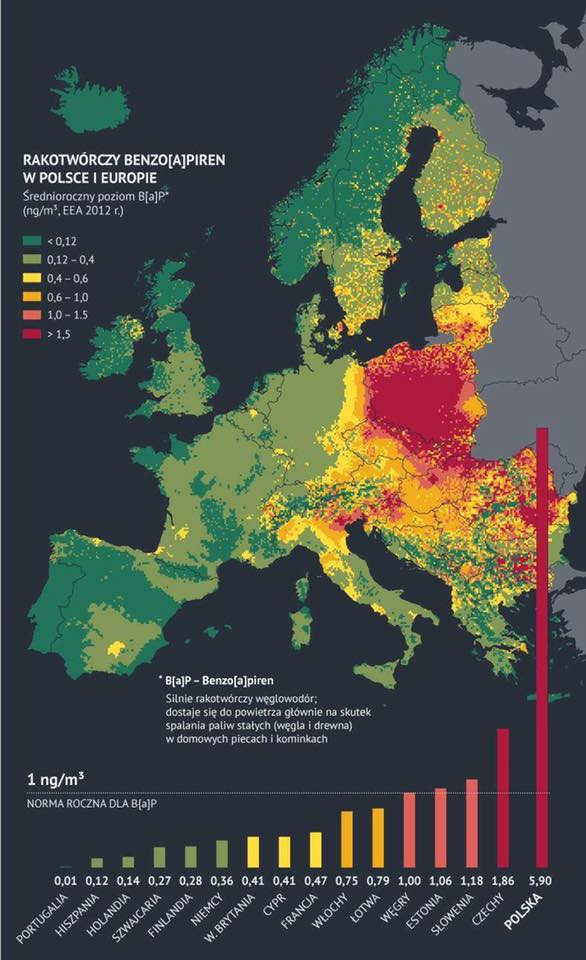 RAKOTWÓRCZY BENZO[A]PIREN
W POLSCE I EUROPIE
Średnioroczny poziom B[a]P*
(ng/m³, EEA 2012 r.)
< 0,12
0,12 – 0,4
0,4 – 0,6
0,6 – 1,0
1,0 – 1.5
> 1,5
* B[a]P – Benzo[a]piren
Silnie rakotwórczy węglowodór;
dostaje się do powietrza głównie na skutek
spalania paliw stałych (węgla i drewna)
w domowych piecach i kominkach
1 ng/m³
NORMA ROCZNA DLA B[a]P
0,01 0,12 0,14 0,27 0,28 0,36 0,41 0,41 0,47 0,75 0,79 1,00 1,06 1,18 1,86 5,90
PORTUGALIA
HISZPANIA
HOLANDIA
SZWAJCARIA
FINLANDIA
NIEMCY
W. BRYTANIA
CYPR
FRANCJA
WŁOCHY
ŁOTWA
WĘGRY
ESTONIA
SŁOWENIA
CZECHY
POLSKA